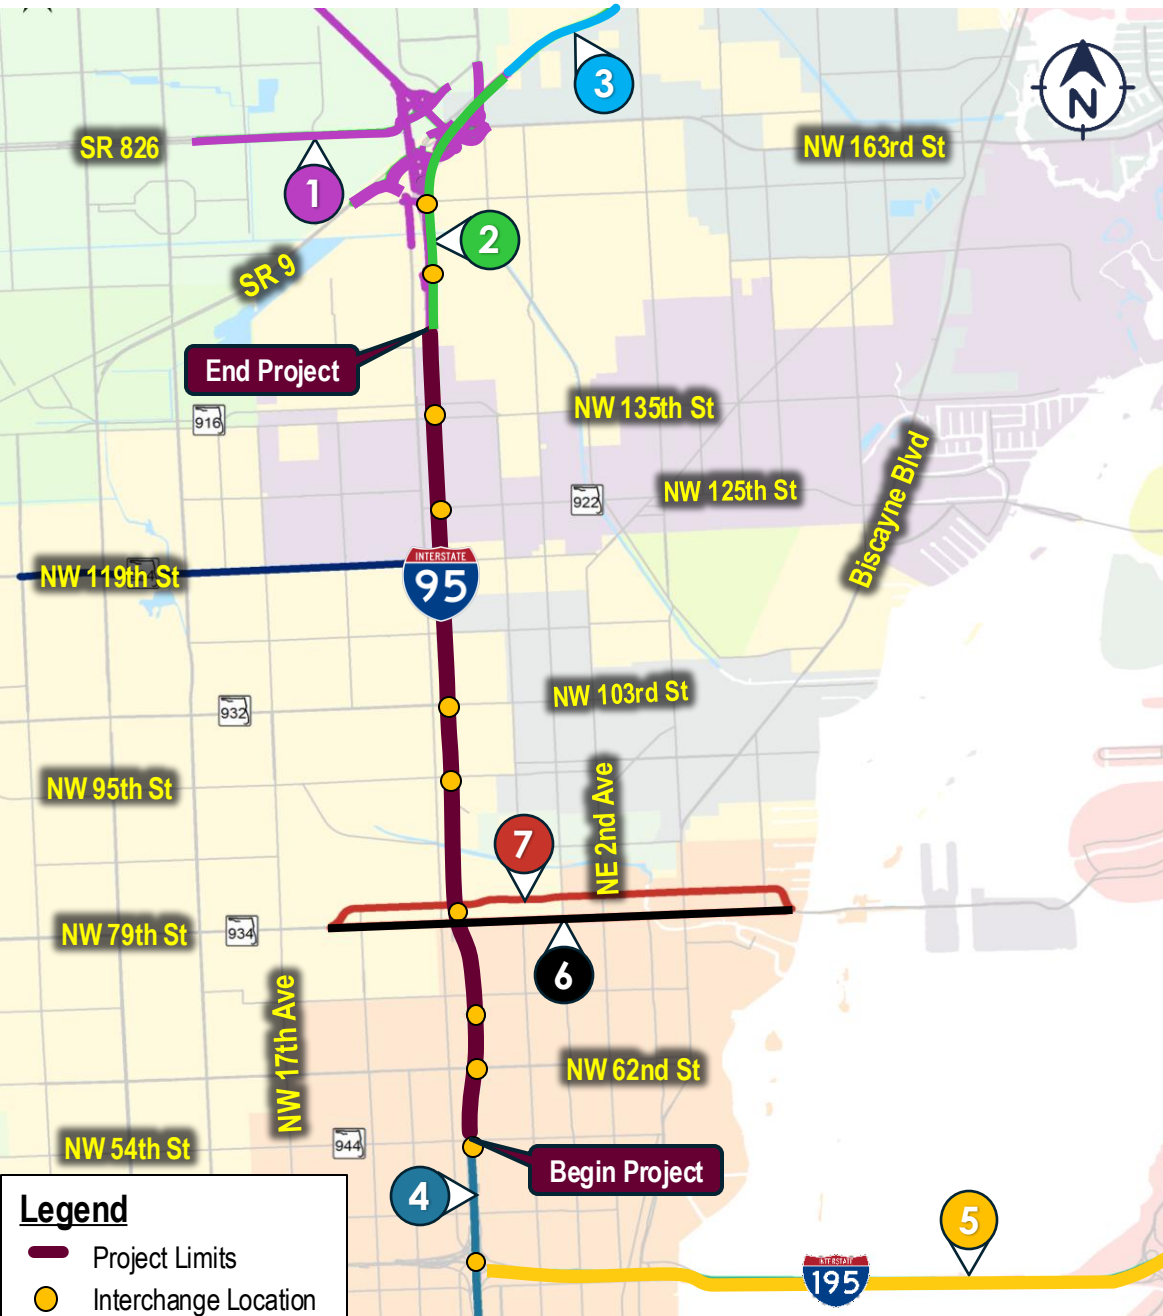 3
N
SR 826
NW 163rd St
1
2
SR 9
End Project
NW 135th St
916
Biscayne Blvd
NW 125th St
922
INTERSTATE
95
NW 119th St
NW 103rd St
932
NW 95th St
NE 2nd Ave
7
NW 79th St
934
6
NW 17th Ave
NW 62nd St
NW 54th St
944
Begin Project
4
5
Legend
Project Limits
Interchange Location
INTERSTATE
195